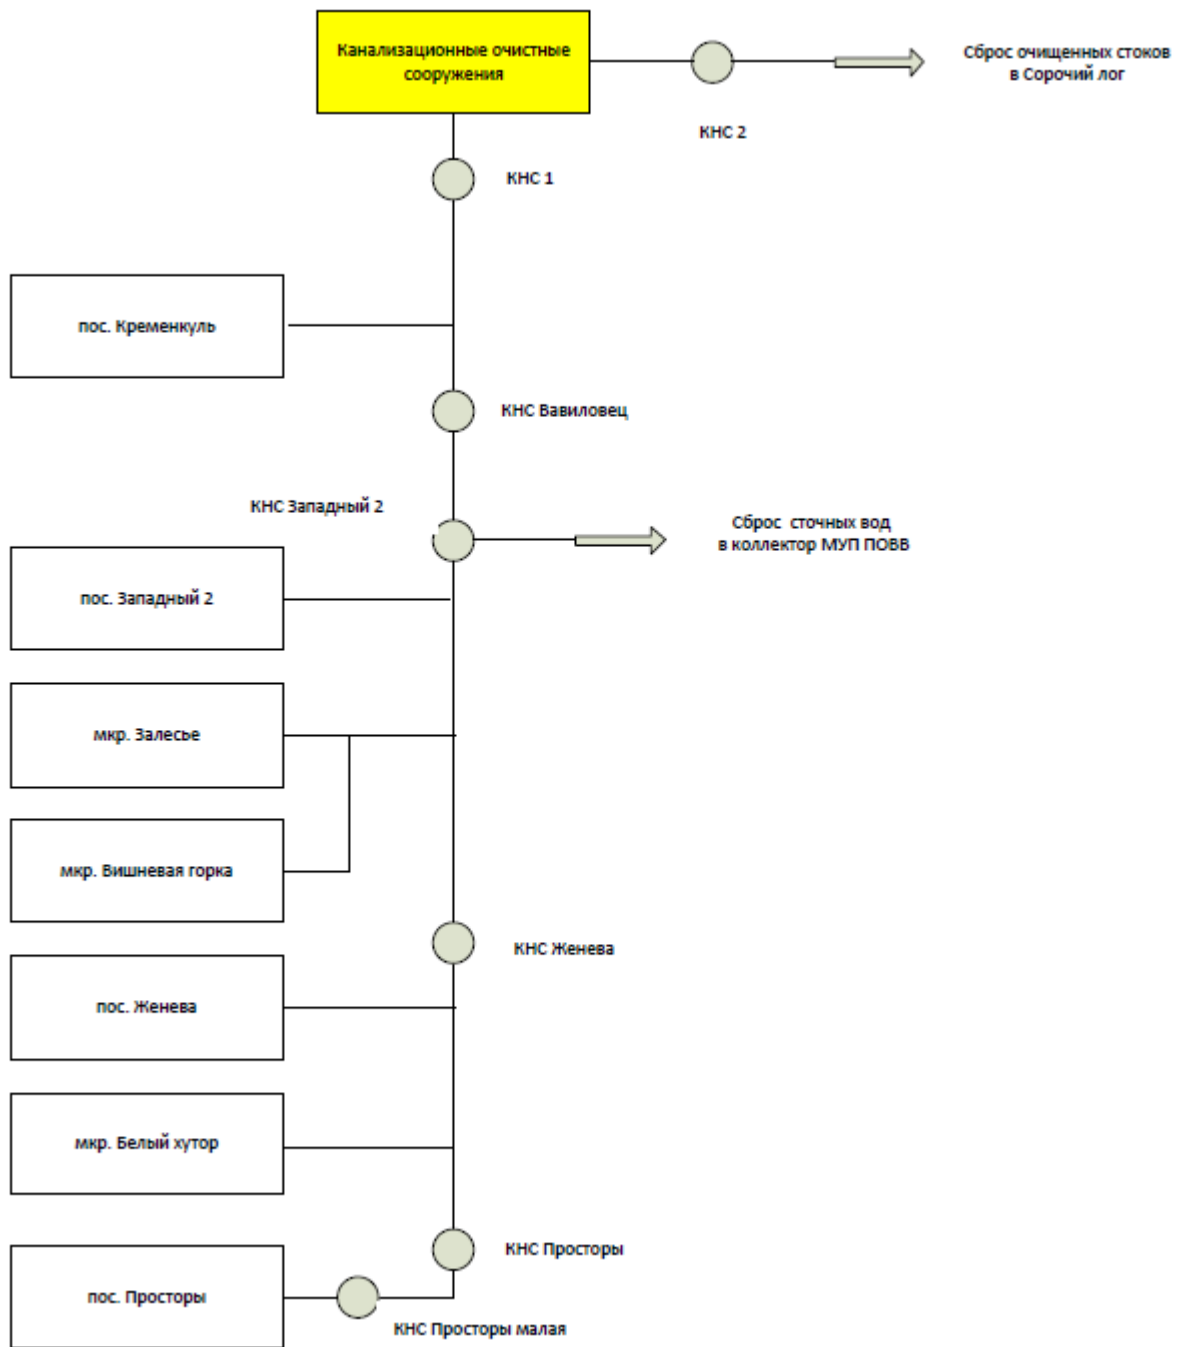 Канализационные очистные
сооружения
Сброс очищенных стоков
в Сорочий лог
КНС 2
КНС 1
пос. Кременкуль
КНС Вавиловец
КНС Западный 2
Сброс сточных вод
в коллектор МУП ПОВВ
пос. Западный 2
мкр. Залесье
мкр. Вишневая горка
КНС Женева
пос. Женева
мкр. Белый хутор
КНС Просторы
пос. Просторы
КНС Просторы малая